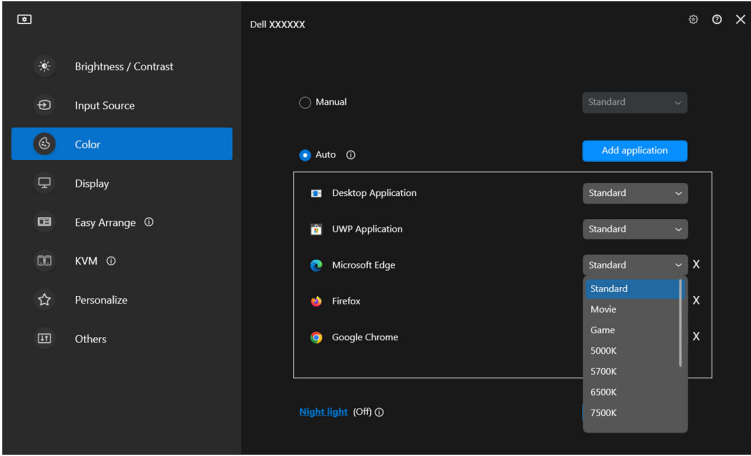 Dell XXXXXX
Brightness / Contrast
Input Source
Color
Display
Easy Arrange
KVM
Personalize
Others
Manual
Standard
Auto
Add application
Desktop Application
Standard
UWP Application
Standard
Microsoft Edge
Standard
X
Firefox
X
Google Chrome
X
Standard
Movie
Game
5000K
5700K
6500K
7500K
Night light (Off)